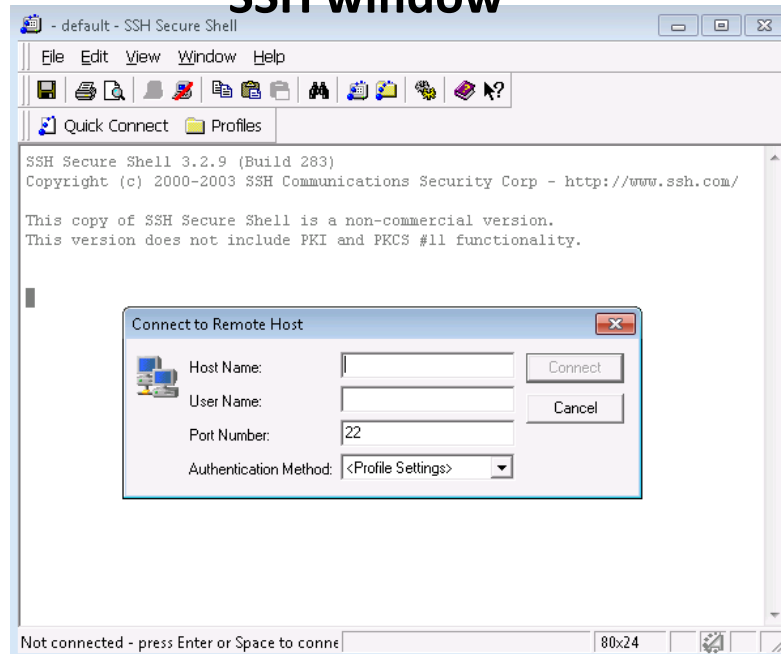 SSH window
- default - SSH Secure Shell
File Edit View Window Help
Quick Connect Profiles
SSH Secure Shell 3.2.9 (Build 283)
Copyright (c) 2000-2003 SSH Communications Security Corp - http://www.ssh.com/
This copy of SSH Secure Shell is a non-commercial version.
This version does not include PKI and PKCS #11 functionality.
Connect to Remote Host
Host Name:
Connect
User Name:
Cancel
Port Number: 22
Authentication Method: <Profile Settings>
Not connected - press Enter or Space to conne
80x24